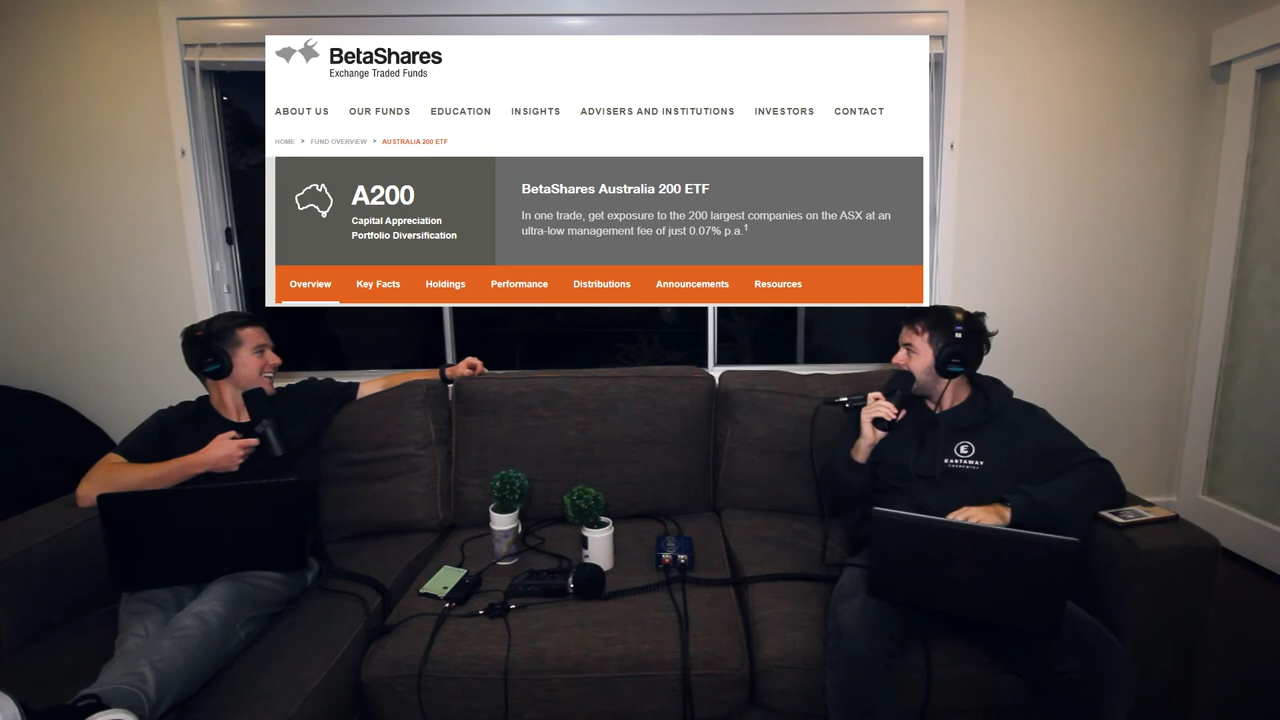 BetaShares
Exchange Traded Funds
ABOUT US OUR FUNDS EDUCATION INSIGHTS ADVISERS AND INSTITUTIONS INVESTORS CONTACT
HOME > FUND OVERVIEW > AUSTRALIA 200 ETF
A200
Capital Appreciation
Portfolio Diversification
BetaShares Australia 200 ETF
In one trade, get exposure to the 200 largest companies on the ASX at an
ultra-low management fee of just 0.07% p.a.1
Overview Key Facts Holdings Performance Distributions Announcements Resources
E
EASTAWAY